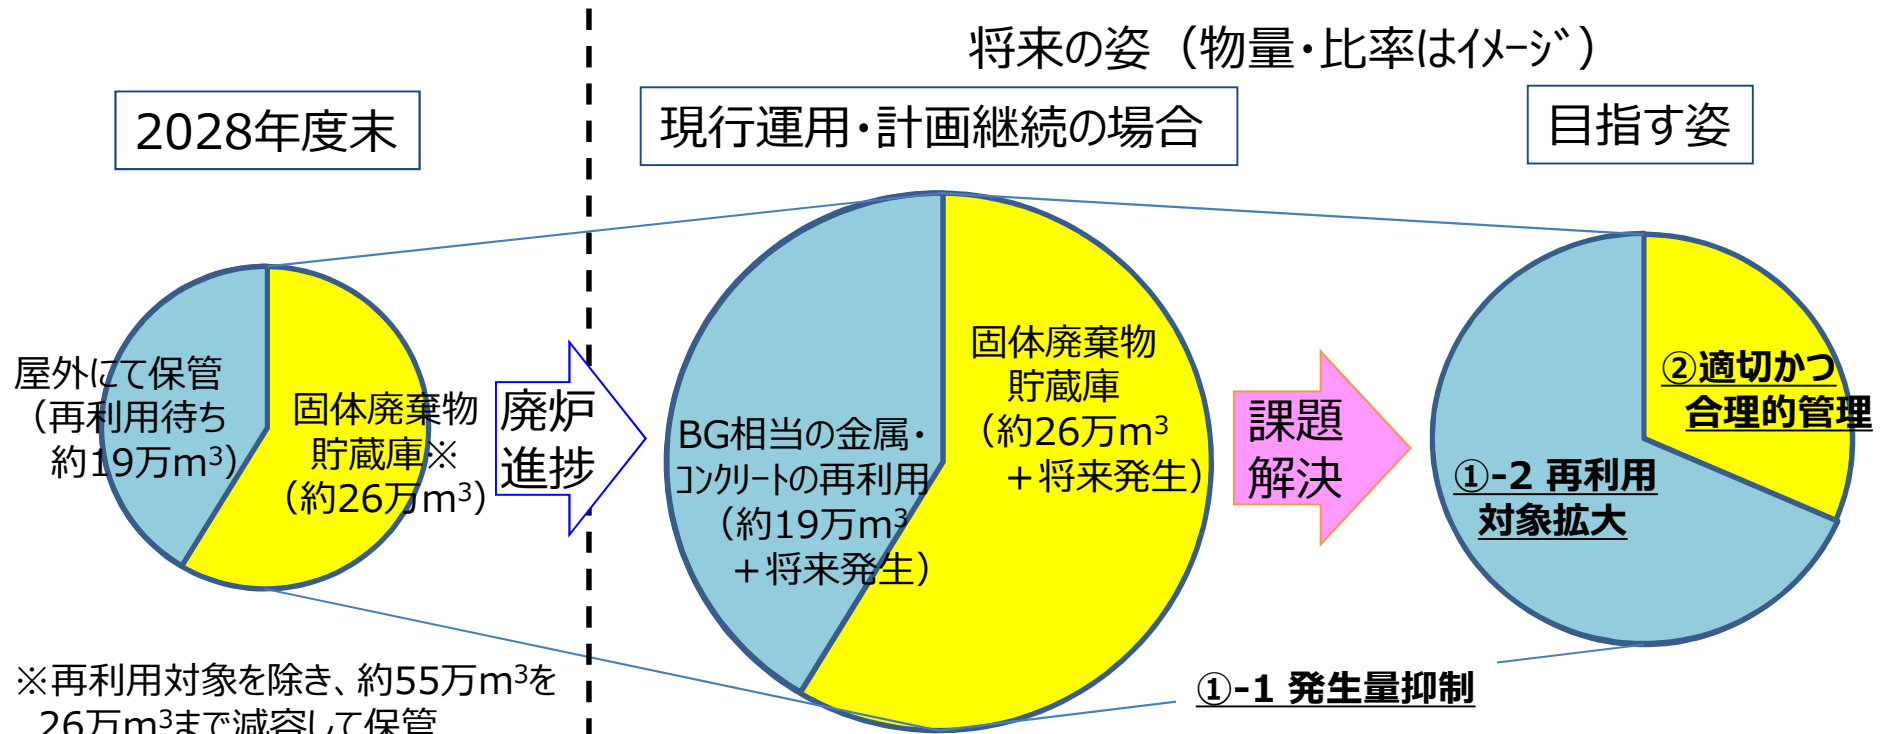 将来の姿（物量・比率はｲﾒｰｼﾞ）
2028年度末
現行運用・計画継続の場合
目指す姿
屋外にて保管
（再利用待ち
約19万m³）
固体廃棄物
貯蔵庫※
（約26万m³）
廃炉
進捗
BG相当の金属・
ｺﾝｸﾘｰﾄの再利用
（約19万m³
＋将来発生）
固体廃棄物
貯蔵庫
（約26万m³
＋将来発生）
課題
解決
①-2 再利用
対象拡大
②適切かつ
合理的管理
①-1 発生量抑制
※再利用対象を除き、約55万m³を
26万m³まで減容して保管